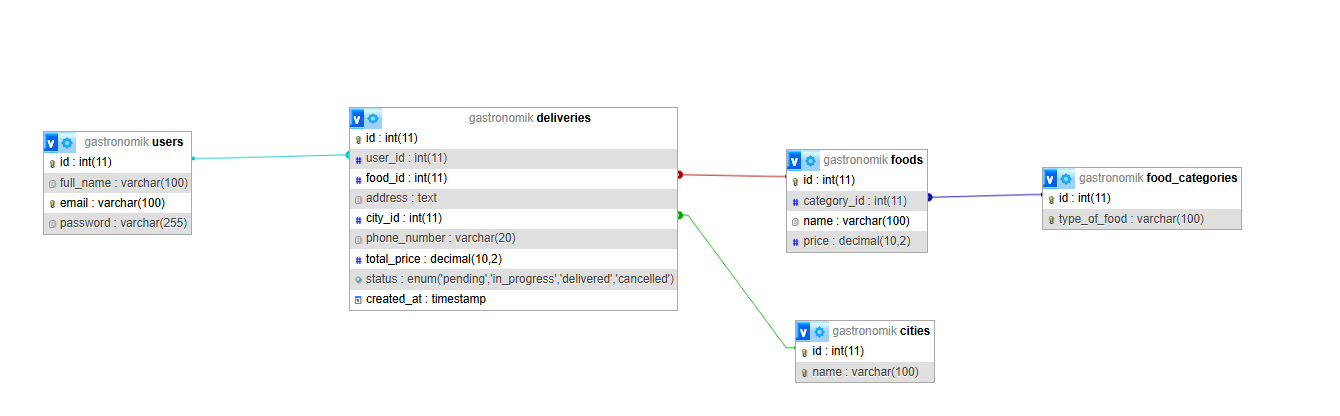 gastronomik users
id : int(11)
full_name : varchar(100)
email : varchar(100)
password : varchar(255)
gastronomik deliveries
id : int(11)
user_id : int(11)
food_id : int(11)
address : text
city_id : int(11)
phone_number : varchar(20)
total_price : decimal(10,2)
status : enum('pending','in_progress','delivered','cancelled')
created_at : timestamp
gastronomik foods
id : int(11)
category_id : int(11)
name : varchar(100)
price : decimal(10,2)
gastronomik food_categories
id : int(11)
type_of_food : varchar(100)
gastronomik cities
id : int(11)
name : varchar(100)